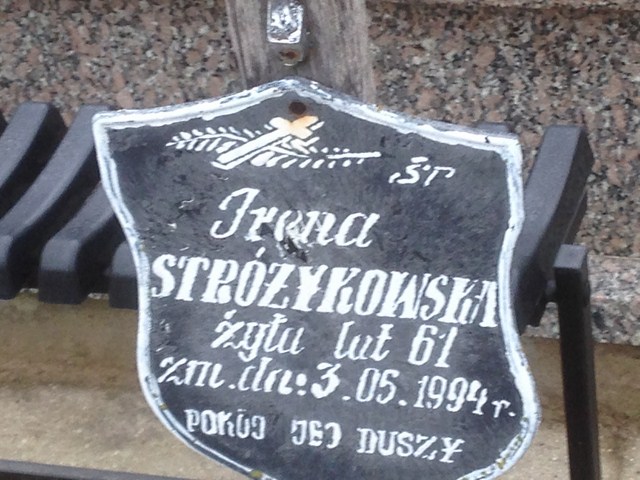 ŚP
Irena
STRÓŻYKOWSKA
żyła lat 61
zm. dn: 3.05.1994 r.
POKÓJ JEJ DUSZY